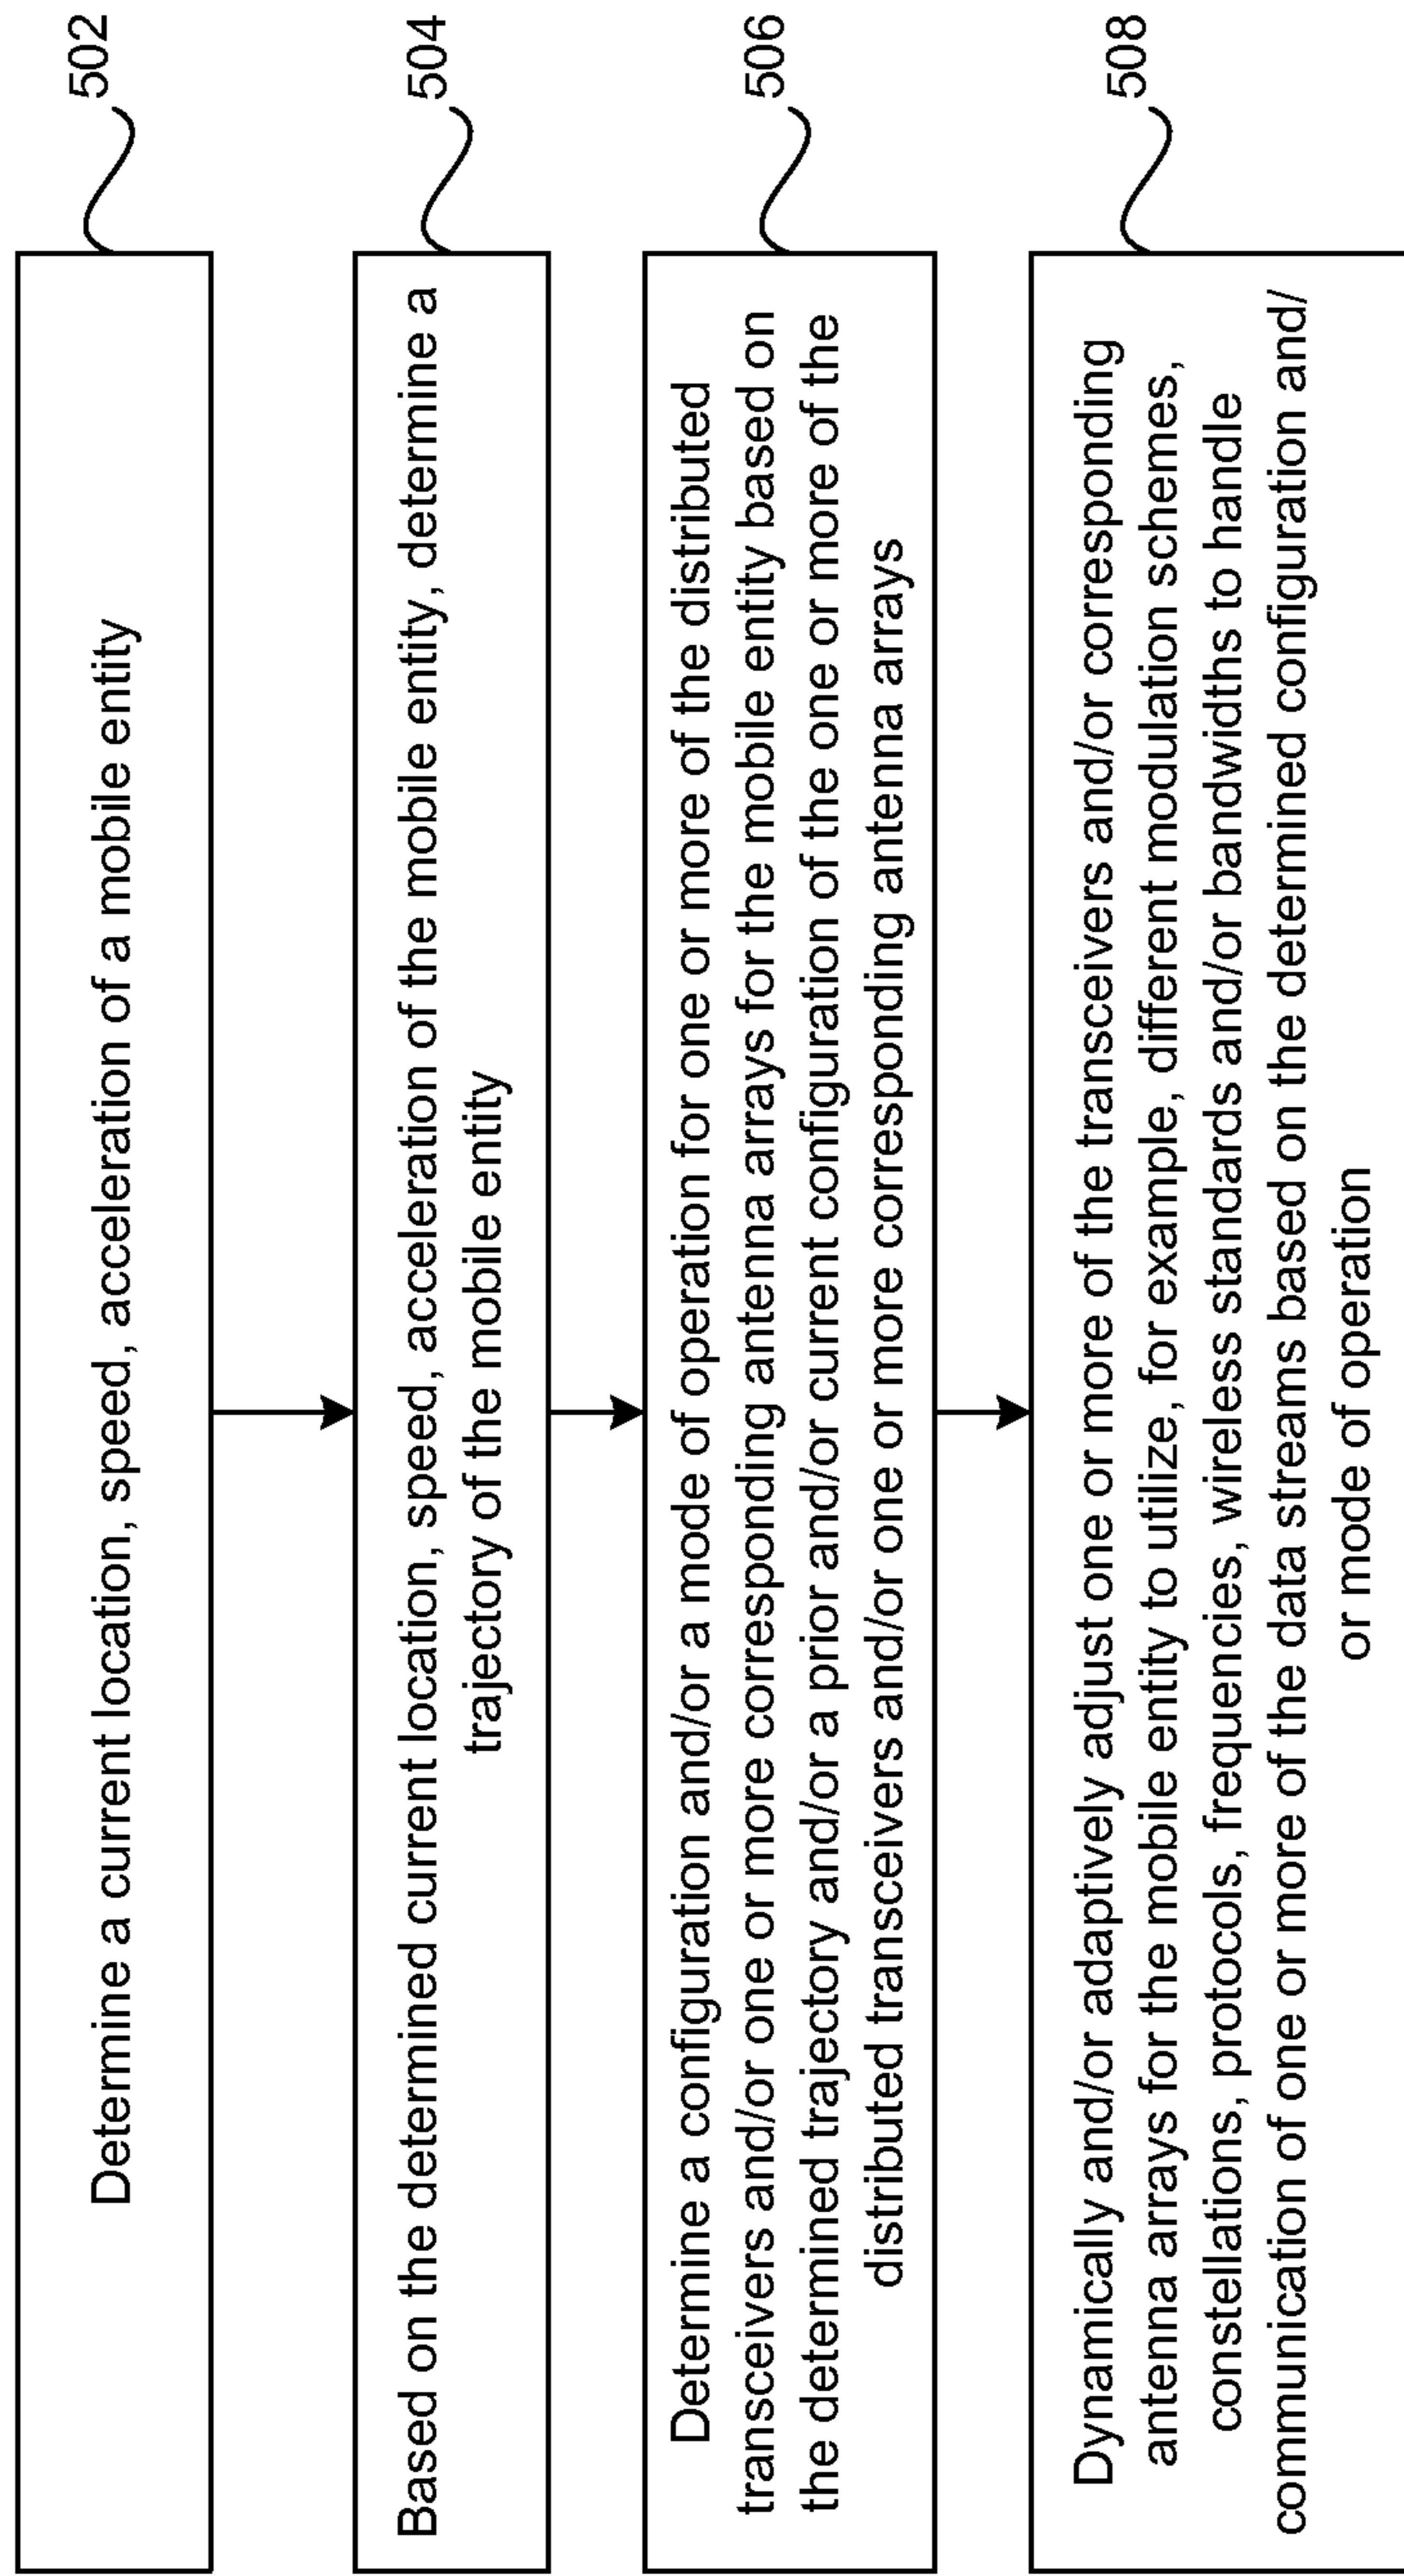 Determine a current location, speed, acceleration of a mobile entity
502
Based on the determined current location, speed, acceleration of the mobile entity, determine a
trajectory of the mobile entity
504
Determine a configuration and/or a mode of operation for one or more of the distributed
transceivers and/or one or more corresponding antenna arrays for the mobile entity based on
the determined trajectory and/or a prior and/or current configuration of the one or more of the
distributed transceivers and/or one or more corresponding antenna arrays
506
Dynamically and/or adaptively adjust one or more of the transceivers and/or corresponding
antenna arrays for the mobile entity to utilize, for example, different modulation schemes,
constellations, protocols, frequencies, wireless standards and/or bandwidths to handle
communication of one or more of the data streams based on the determined configuration and/
or mode of operation
508